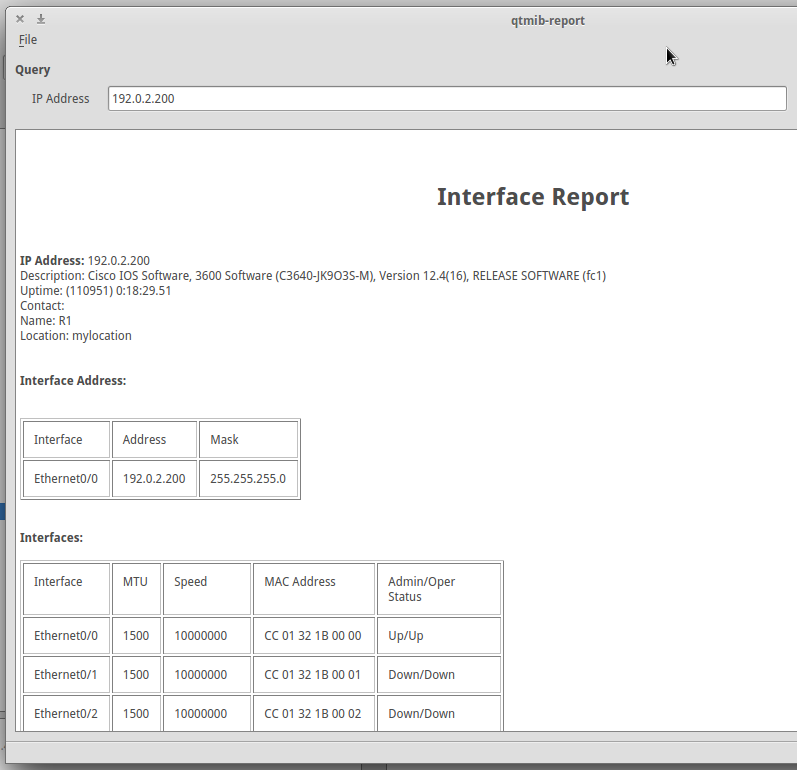 qtmib-report
File
Query
IP Address 192.0.2.200
Interface Report
IP Address: 192.0.2.200
Description: Cisco IOS Software, 3600 Software (C3640-JK9O3S-M), Version 12.4(16), RELEASE SOFTWARE (fc1)
Uptime: (110951) 0:18:29.51
Contact:
Name: R1
Location: mylocation
Interface Address:
Interface Address Mask
Ethernet0/0 192.0.2.200 255.255.255.0
Interfaces:
Interface MTU Speed MAC Address Admin/Oper
Status
Ethernet0/0 1500 10000000 CC 01 32 1B 00 00 Up/Up
Ethernet0/1 1500 10000000 CC 01 32 1B 00 01 Down/Down
Ethernet0/2 1500 10000000 CC 01 32 1B 00 02 Down/Down